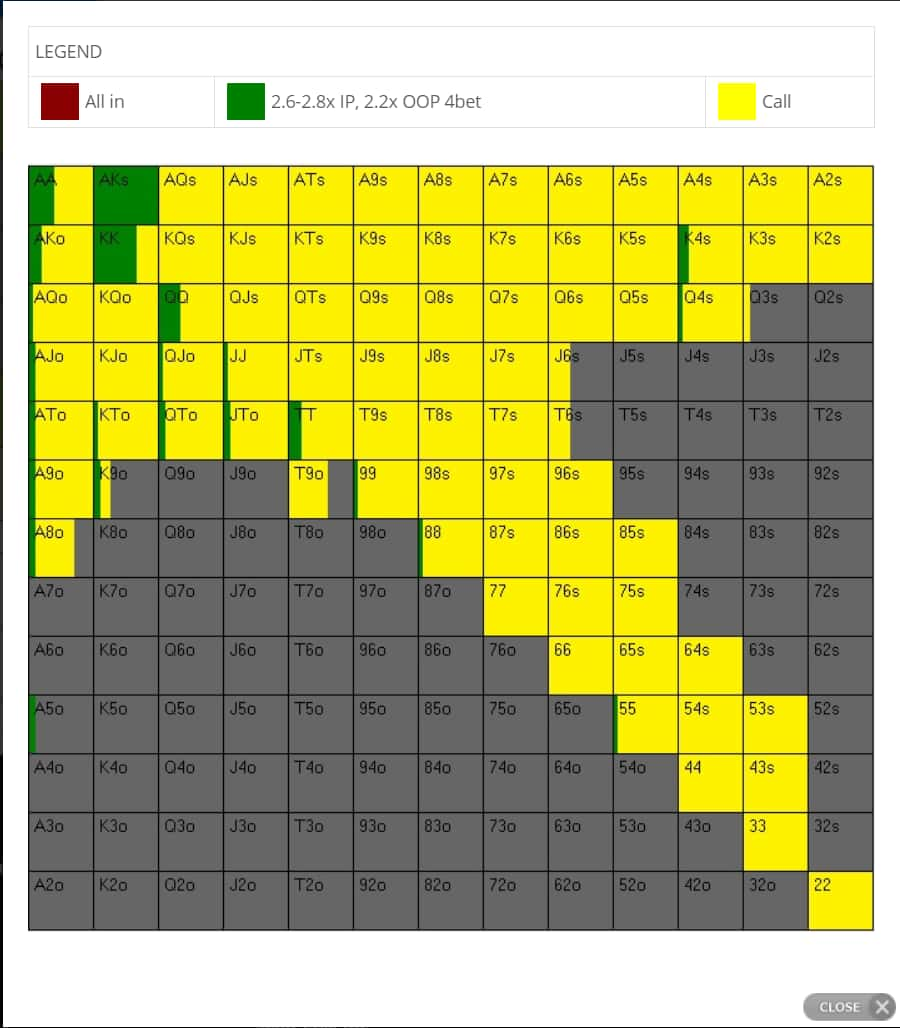 LEGEND
All in 2.6-2.8x IP, 2.2x OOP 4bet Call
AA AKs AQs AJs ATs A9s A8s A7s A6s A5s A4s A3s A2s
AKo KK KQs KJs KTs K9s K8s K7s K6s K5s K4s K3s K2s
AQo KQo QQ QJs QTs Q9s Q8s Q7s Q6s Q5s Q4s Q3s Q2s
AJo KJo QJo JJ JTs J9s J8s J7s J6s J5s J4s J3s J2s
ATo KTo QTo JTo TT T9s T8s T7s T6s T5s T4s T3s T2s
A9o K9o Q9o J9o T9o 99 98s 97s 96s 95s 94s 93s 92s
A8o K8o Q8o J8o T8o 98o 88 87s 86s 85s 84s 83s 82s
A7o K7o Q7o J7o T7o 97o 87o 77 76s 75s 74s 73s 72s
A6o K6o Q6o J6o T6o 96o 86o 76o 66 65s 64s 63s 62s
A5o K5o Q5o J5o T5o 95o 85o 75o 65o 55 54s 53s 52s
A4o K4o Q4o J4o T4o 94o 84o 74o 64o 54o 44 43s 42s
A3o K3o Q3o J3o T3o 93o 83o 73o 63o 53o 43o 33 32s
A2o K2o Q2o J2o T2o 92o 82o 72o 62o 52o 42o 32o 22
CLOSE